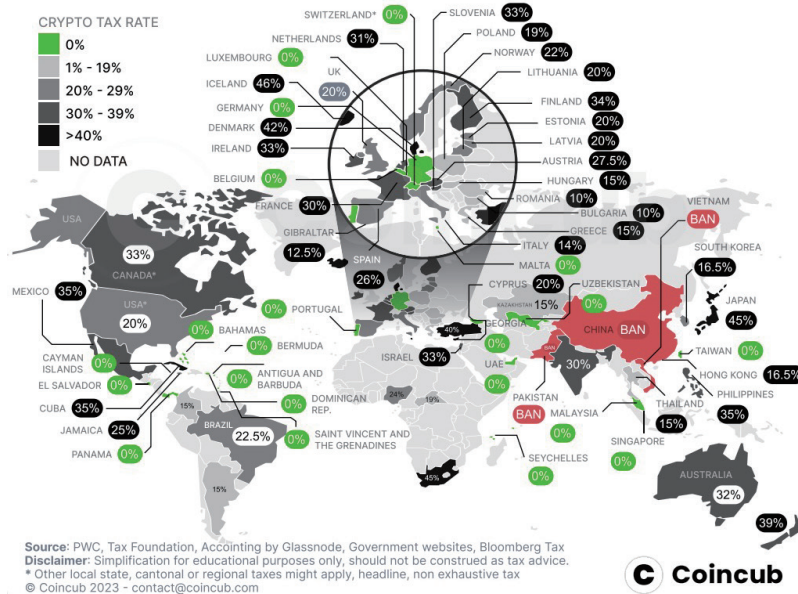 CRYPTO TAX RATE
0%
1% - 19%
20% - 29%
30% - 39%
>40%
NO DATA
SWITZERLAND* 0%
NETHERLANDS 31%
LUXEMBOURG 0%
UK
20%
ICELAND 46%
GERMANY 0%
DENMARK 42%
IRELAND 33%
BELGIUM 0%
FRANCE 30%
GIBRALTAR
12.5%
SPAIN
26%
PORTUGAL
0%
SLOVENIA 33%
POLAND 19%
NORWAY 22%
LITHUANIA 20%
FINLAND 34%
ESTONIA 20%
LATVIA 20%
AUSTRIA 27.5%
HUNGARY 15%
ROMANIA 10%
BULGARIA 10%
GREECE 15%
ITALY 14%
MALTA 0%
CYPRUS 20%
UZBEKISTAN
0%
KAZAKHSTAN 15%
GEORGIA
0%
40%
ISRAEL 33%
UAE
0%
VIETNAM
BAN
SOUTH KOREA
16.5%
JAPAN
45%
CHINA BAN
TAIWAN 0%
HONG KONG 16.5%
PHILIPPINES
35%
THAILAND
15%
BAN
30%
PAKISTAN
BAN
MALAYSIA
0%
SINGAPORE
0%
SEYCHELLES
0%
AUSTRALIA
32%
39%
USA
33%
CANADA*
USA*
20%
MEXICO 35%
0%
BAHAMAS
0%
BERMUDA
CAYMAN
ISLANDS
0%
EL SALVADOR 0%
0%
ANTIGUA AND
BARBUDA
CUBA 35%
0%
DOMINICAN
REP.
JAMAICA 25%
PANAMA 0%
0%
SAINT VINCENT AND
THE GRENADINES
15%
BRAZIL
22.5%
15%
24%
19%
45%
Source: PWC, Tax Foundation, Accointing by Glassnode, Government websites, Bloomberg Tax
Disclaimer: Simplification for educational purposes only, should not be construed as tax advice.
* Other local state, cantonal or regional taxes might apply, headline, non exhaustive tax
© Coincub 2023 - contact@coincub.com
Coincub